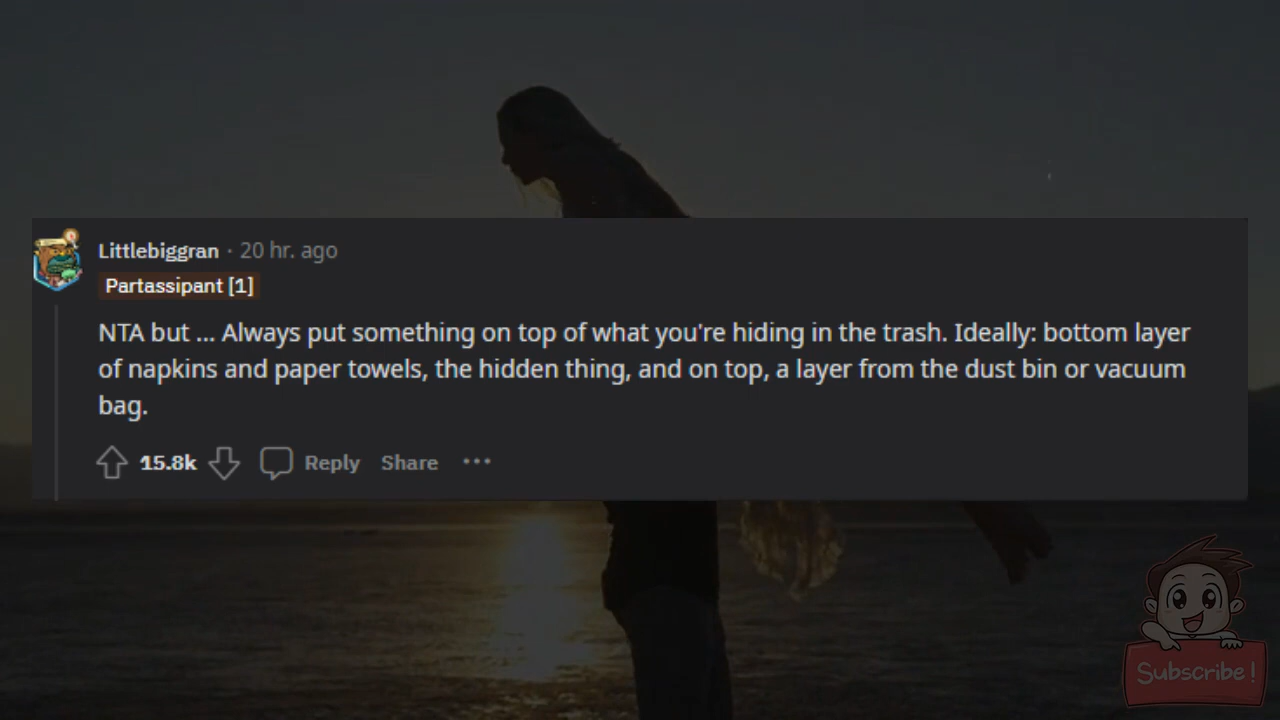 Littlebiggran · 20 hr. ago
Partassipant [1]
NTA but ... Always put something on top of what you're hiding in the trash. Ideally: bottom layer
of napkins and paper towels, the hidden thing, and on top, a layer from the dust bin or vacuum
bag.
15.8k Reply Share ...
Subscribe!